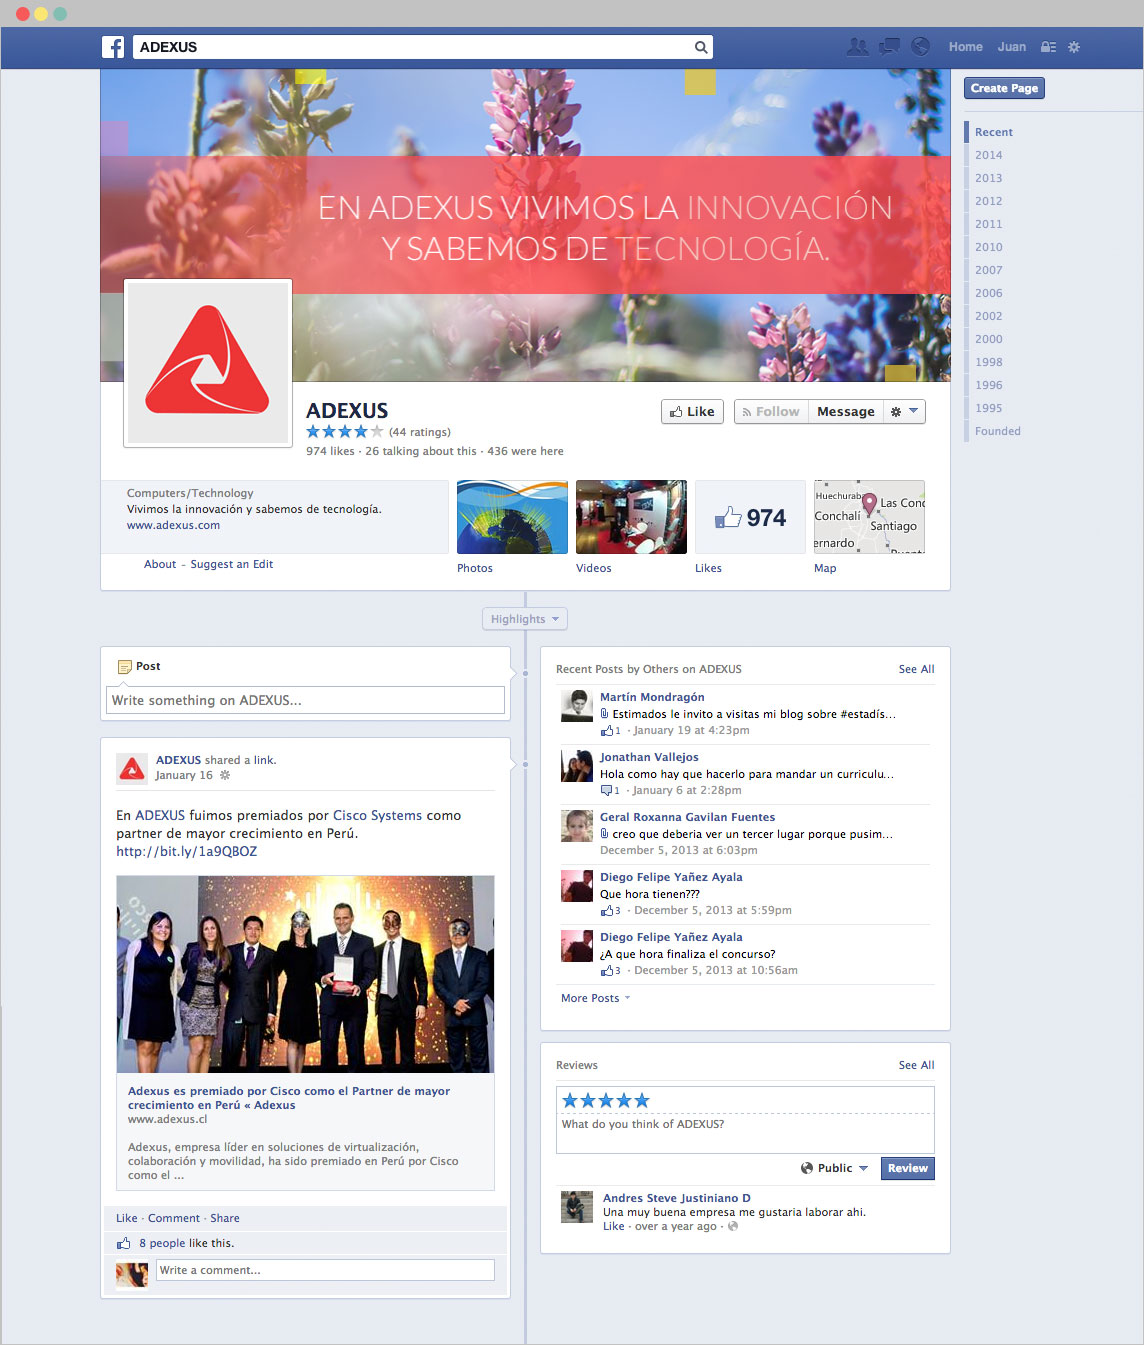 ADEXUS
Home
Juan
Create Page
Recent
2014
2013
2012
2011
2010
2007
2006
2002
2000
1998
1996
1995
Founded
EN ADEXUS VIVIMOS LA INNOVACIÓN
Y SABEMOS DE TECNOLOGÍA.
ADEXUS
(44 ratings)
974 likes · 26 talking about this · 436 were here
Like
Follow
Message
Computers/Technology
Vivimos la innovación y sabemos de tecnología.
www.adexus.com
About - Suggest an Edit
Photos
Videos
974
Likes
Huechuraba
Las Cond
Conchalí
Santiago
ernardo
Puente
Map
Highlights
Post
Write something on ADEXUS...
ADEXUS shared a link.
January 16
En ADEXUS fuimos premiados por Cisco Systems como
partner de mayor crecimiento en Perú.
http://bit.ly/1a9QBOZ
Adexus es premiado por Cisco como el Partner de mayor
crecimiento en Perú « Adexus
www.adexus.cl
Adexus, empresa líder en soluciones de virtualización,
colaboración y movilidad, ha sido premiado en Perú por Cisco
como el ...
Like · Comment · Share
8 people like this.
Write a comment...
Recent Posts by Others on ADEXUS
See All
Martín Mondragón
Estimados le invito a visitas mi blog sobre #estadís...
1 · January 19 at 4:23pm
Jonathan Vallejos
Hola como hay que hacerlo para mandar un curriculu...
1 · January 6 at 2:28pm
Geral Roxanna Gavilan Fuentes
creo que deberia ver un tercer lugar porque pusim...
December 5, 2013 at 6:03pm
Diego Felipe Yañez Ayala
Que hora tienen???
3 · December 5, 2013 at 5:59pm
Diego Felipe Yañez Ayala
¿A que hora finaliza el concurso?
3 · December 5, 2013 at 10:56am
More Posts
Reviews
See All
What do you think of ADEXUS?
Public
Review
Andres Steve Justiniano D
Una muy buena empresa me gustaria laborar ahi.
Like · over a year ago ·